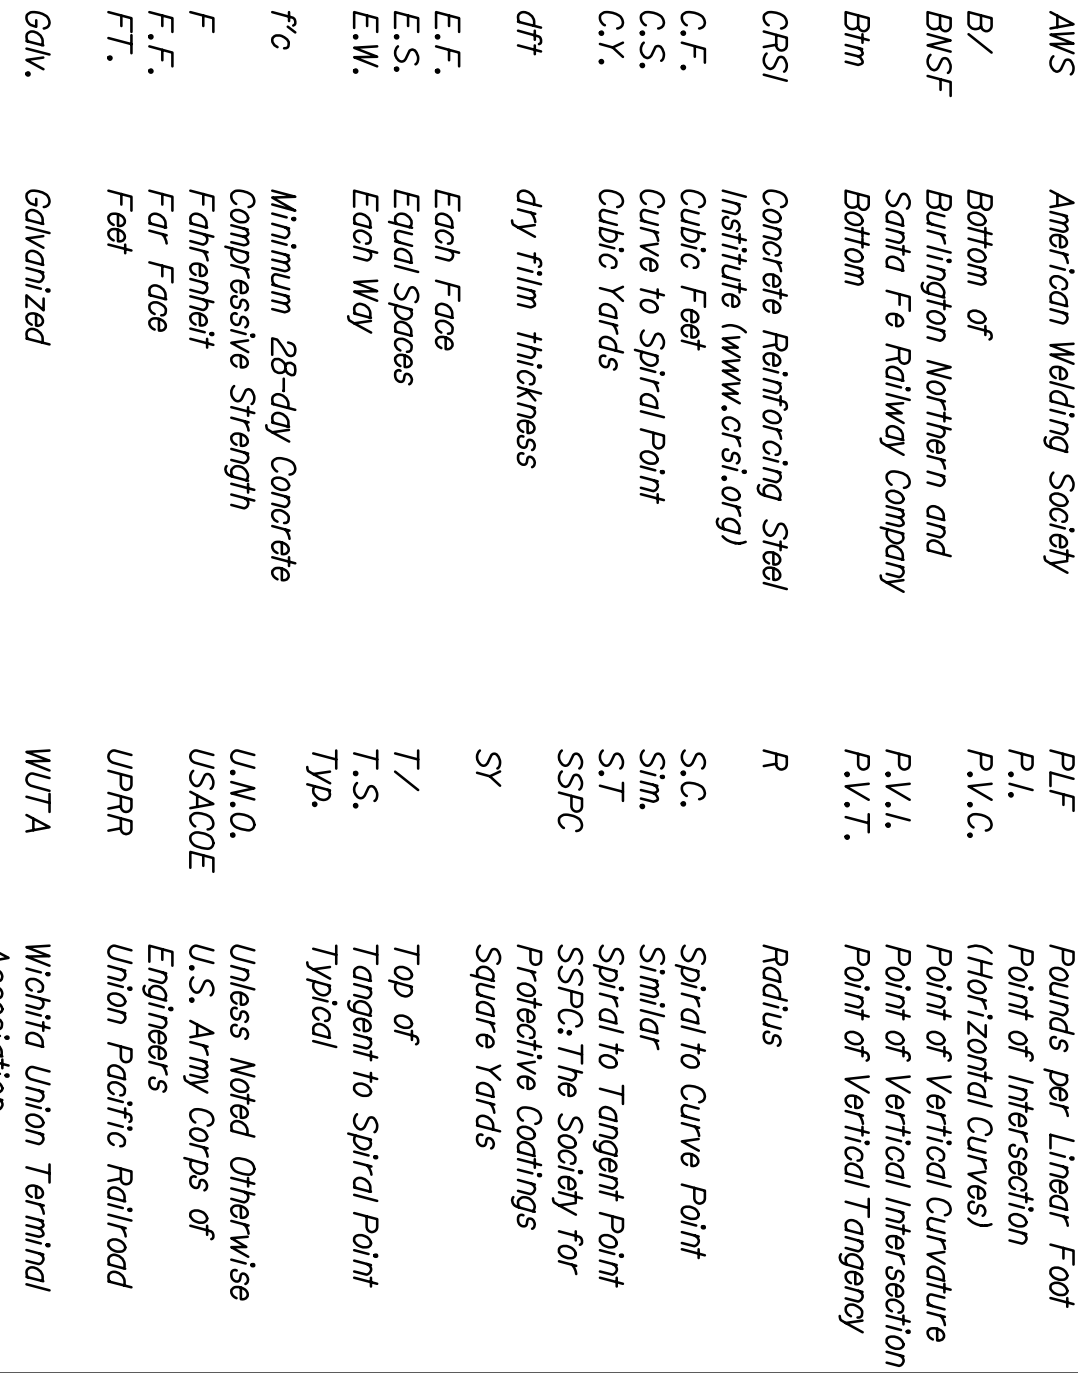 AWS American Welding Society
B/ Bottom of
BNSF Burlington Northern and
Santa Fe Railway Company
Btm Bottom
CRSI Concrete Reinforcing Steel
Institute (www.crsi.org)
C.F. Cubic Feet
C.S. Curve to Spiral Point
C.Y. Cubic Yards
dft dry film thickness
E.F. Each Face
E.S. Equal Spaces
E.W. Each Way
f'c Minimum 28-day Concrete
Compressive Strength
F Fahrenheit
F.F. Far Face
FT. Feet
Galv. Galvanized
PLF Pounds per Linear Foot
P.I. Point of Intersection
P.V.C. (Horizontal Curves)
Point of Vertical Curvature
P.V.I. Point of Vertical Intersection
P.V.T. Point of Vertical Tangency
R Radius
S.C. Spiral to Curve Point
Sim. Similar
S.T Spiral to Tangent Point
SSPC SSPC: The Society for
Protective Coatings
SY Square Yards
T/ Top of
T.S. Tangent to Spiral Point
Typ. Typical
U.N.O. Unless Noted Otherwise
USACOE U.S. Army Corps of
Engineers
UPRR Union Pacific Railroad
WUTA Wichita Union Terminal